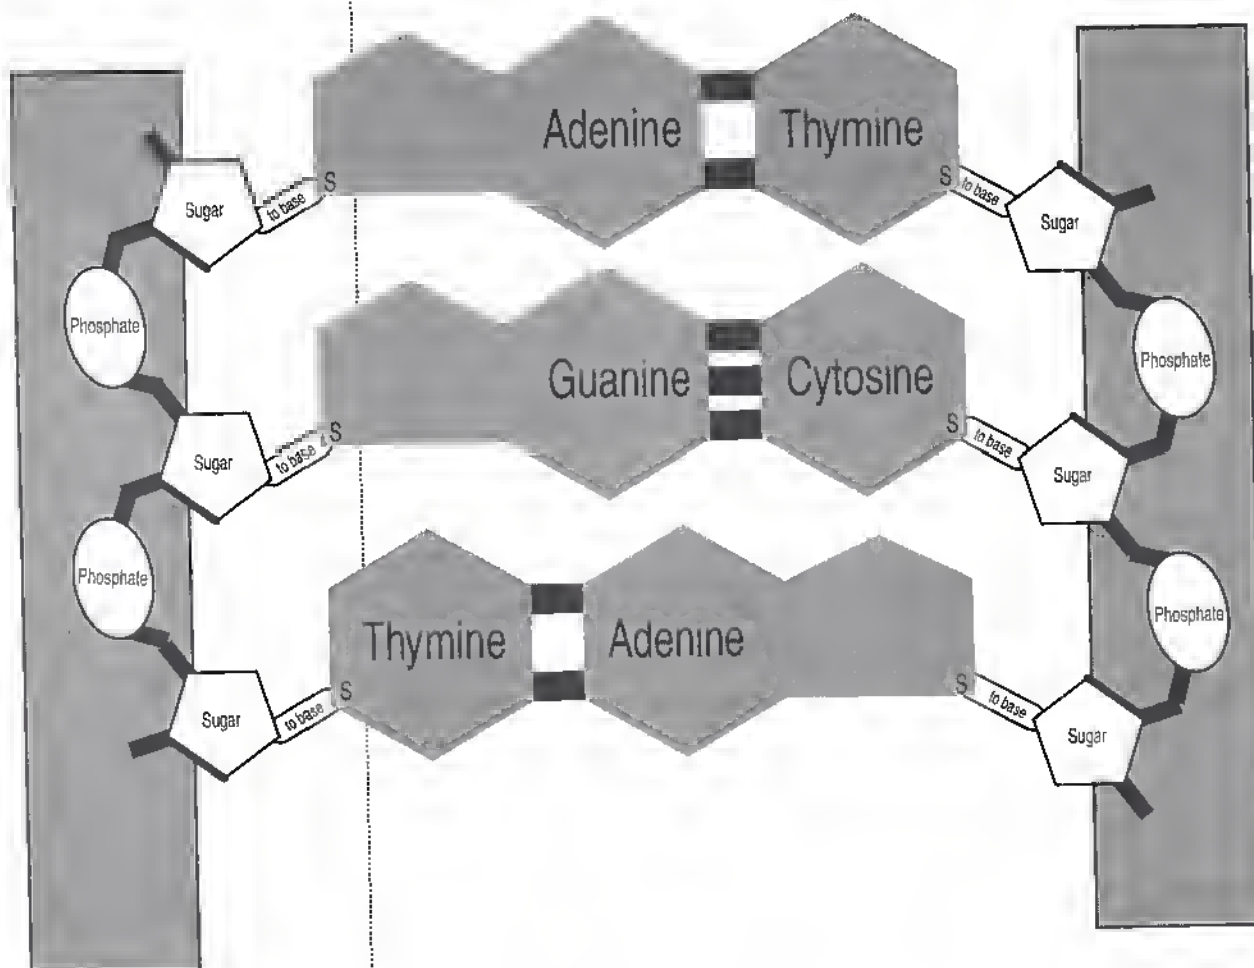 Adenine
Thymine
S
S
Sugar
to base
to base
Sugar
Phosphate
Guanine
Cytosine
Phosphate
S
S
Sugar
to base
to base
Sugar
Phosphate
Thymine
Adenine
Phosphate
S
S
Sugar
to base
to base
Sugar